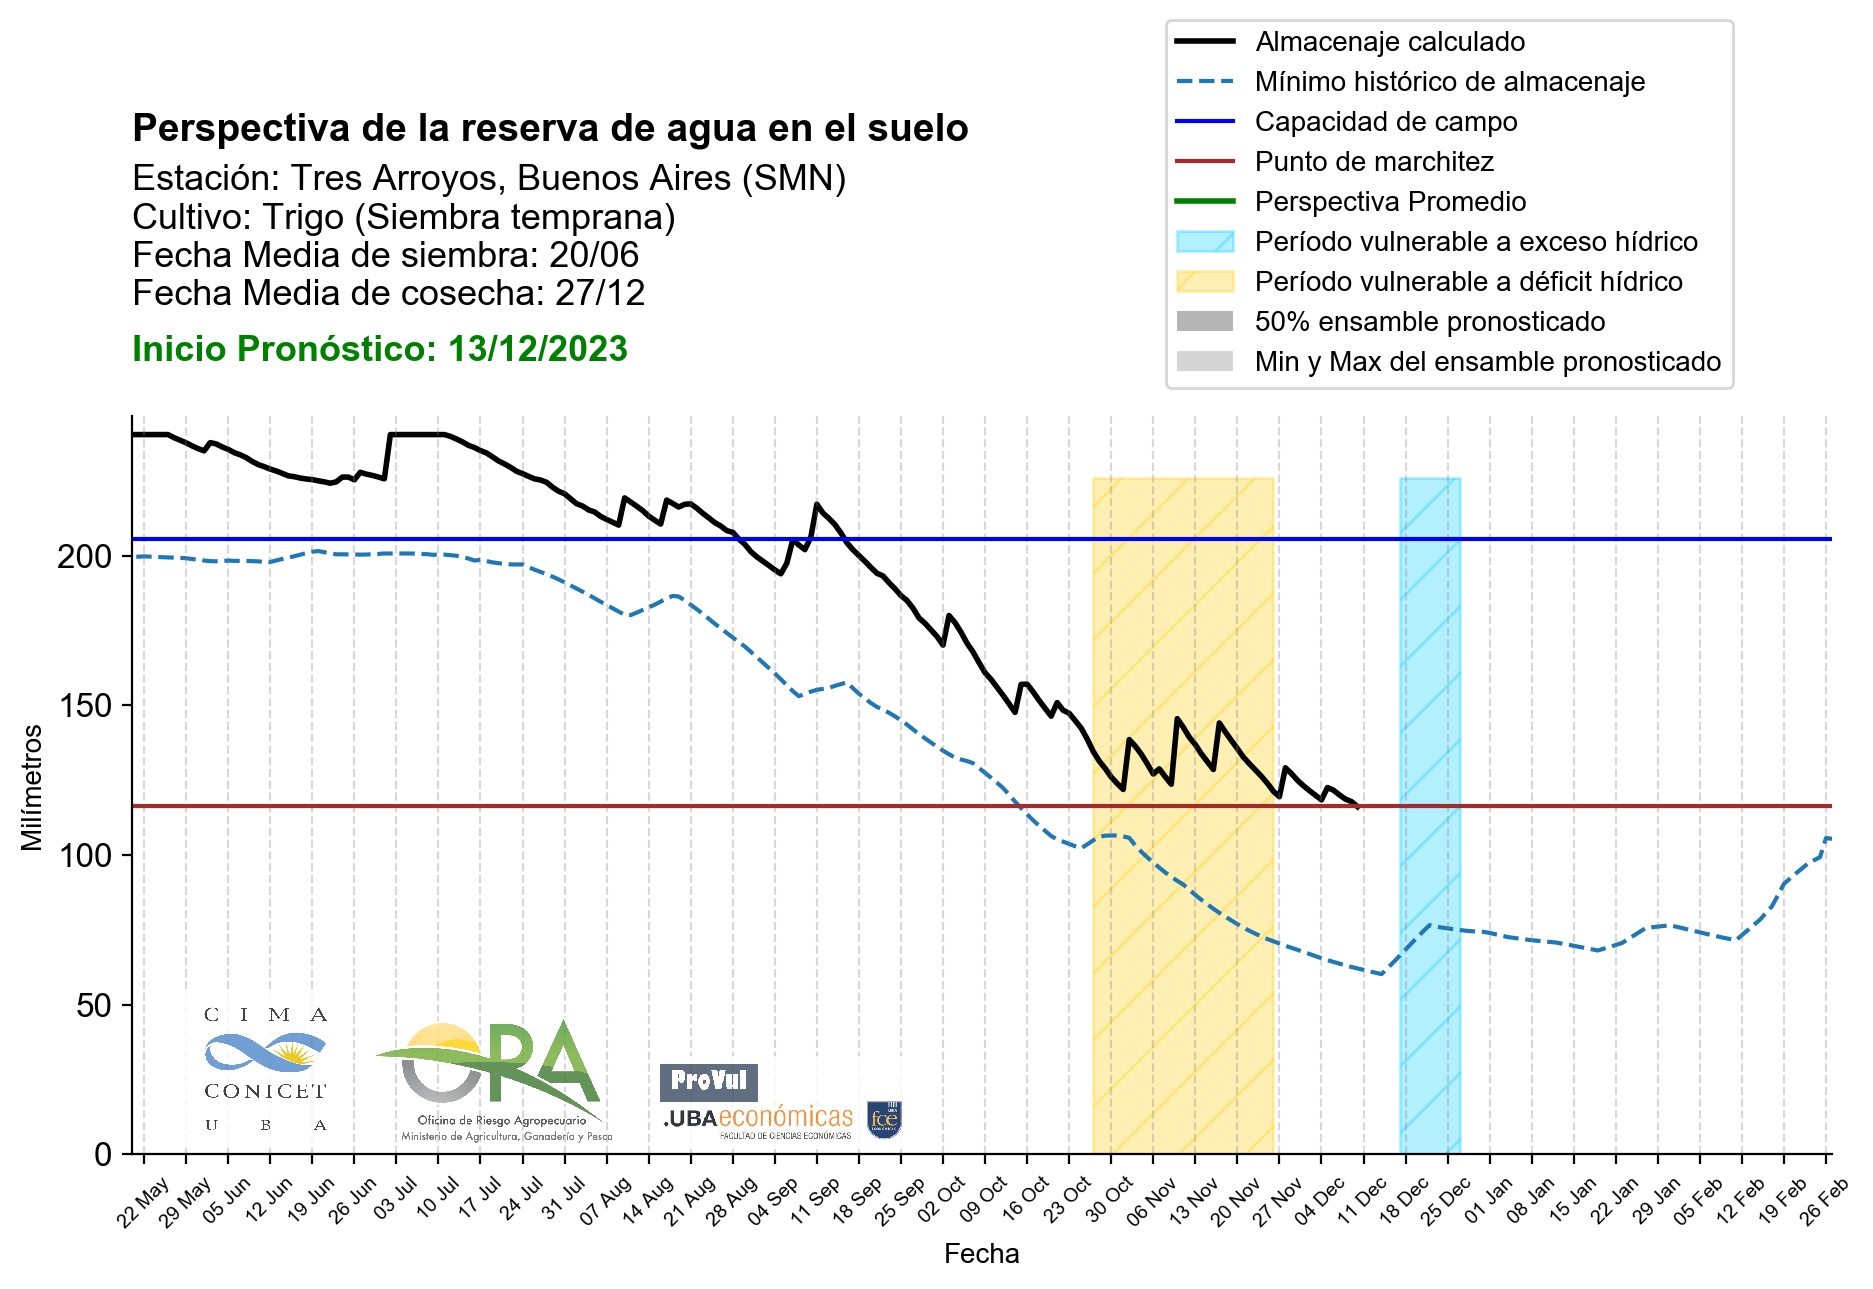 Almacenaje calculado
Mínimo histórico de almacenaje
Capacidad de campo
Punto de marchitez
Perspectiva Promedio
Período vulnerable a exceso hídrico
Período vulnerable a déficit hídrico
50% ensamble pronosticado
Min y Max del ensamble pronosticado
Perspectiva de la reserva de agua en el suelo
Estación: Tres Arroyos, Buenos Aires (SMN)
Cultivo: Trigo (Siembra temprana)
Fecha Media de siembra: 20/06
Fecha Media de cosecha: 27/12
Inicio Pronóstico: 13/12/2023
Milímetros
200
150
100
50
0
C I M A
CONICET
U B A
ORA
Oficina de Riesgo Agropecuario
Ministerio de Agricultura, Ganadería y Pesca
ProVul
.UBAeconómicas
FACULTAD DE CIENCIAS ECONÓMICAS
fce
22 May
29 May
05 Jun
12 Jun
19 Jun
26 Jun
03 Jul
10 Jul
17 Jul
24 Jul
31 Jul
07 Aug
14 Aug
21 Aug
28 Aug
04 Sep
11 Sep
18 Sep
25 Sep
02 Oct
09 Oct
16 Oct
23 Oct
30 Oct
06 Nov
13 Nov
20 Nov
27 Nov
04 Dec
11 Dec
18 Dec
25 Dec
01 Jan
08 Jan
15 Jan
22 Jan
29 Jan
05 Feb
12 Feb
19 Feb
26 Feb
Fecha